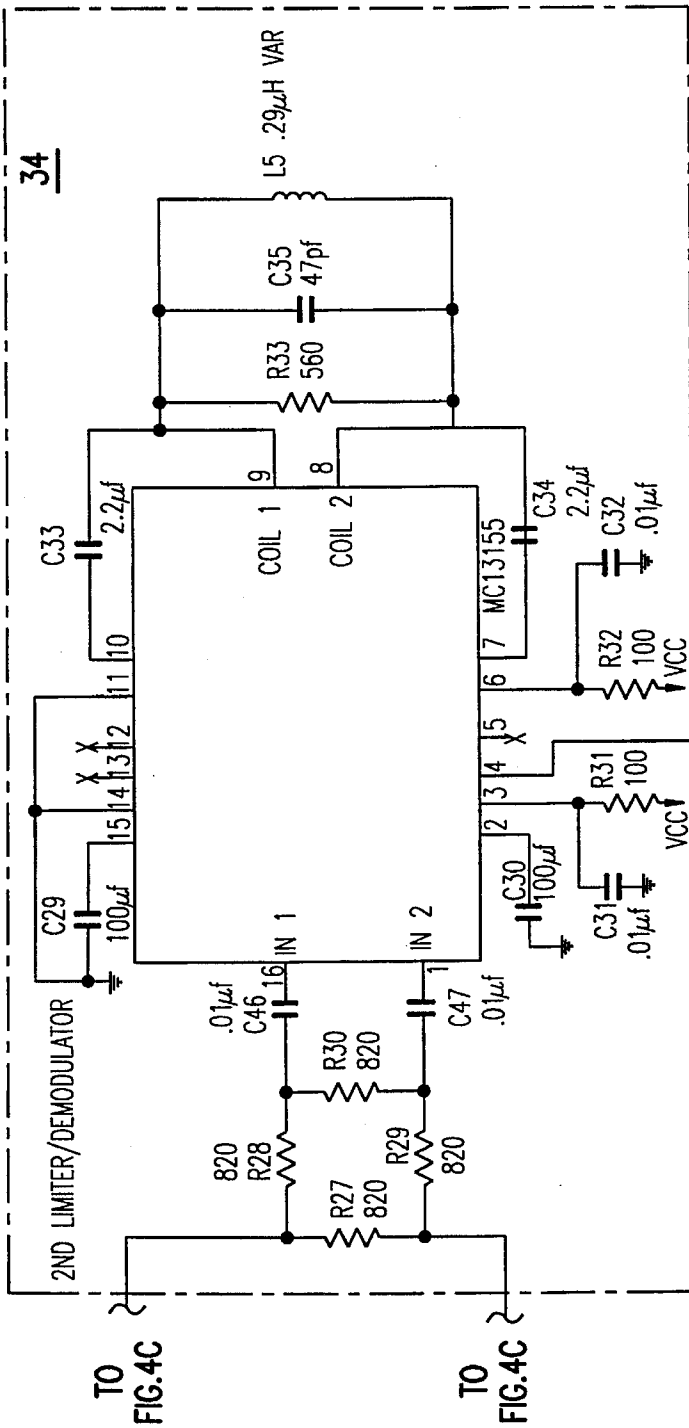 34
2ND LIMITER/DEMODULATOR
TO
FIG.4C
TO
FIG.4C
R27
820
820
R28
R29
820
R30
820
.01µf
C46
C47
.01µf
16
IN 1
1
IN 2
C29
100µf
15
14
13
X
12
X
11
10
C33
2.2µf
9
COIL 1
8
COIL 2
MC13155
2
3
4
5
X
6
7
C30
100µf
C31
.01µf
R31
100
VCC
R32
100
VCC
C32
.01µf
C34
2.2µf
R33
560
C35
47pf
L5 .29µH VAR